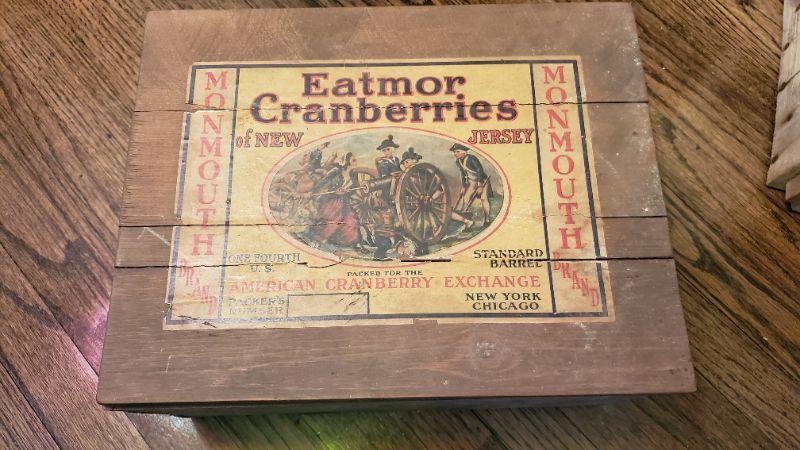 Eatmor
Cranberries
of NEW JERSEY
MONMOUTH BRAND
MONMOUTH BRAND
ONE FOURTH
U.S.
STANDARD
BARREL
PACKED FOR THE
AMERICAN CRANBERRY EXCHANGE
PACKER'S
NUMBER
NEW YORK
CHICAGO